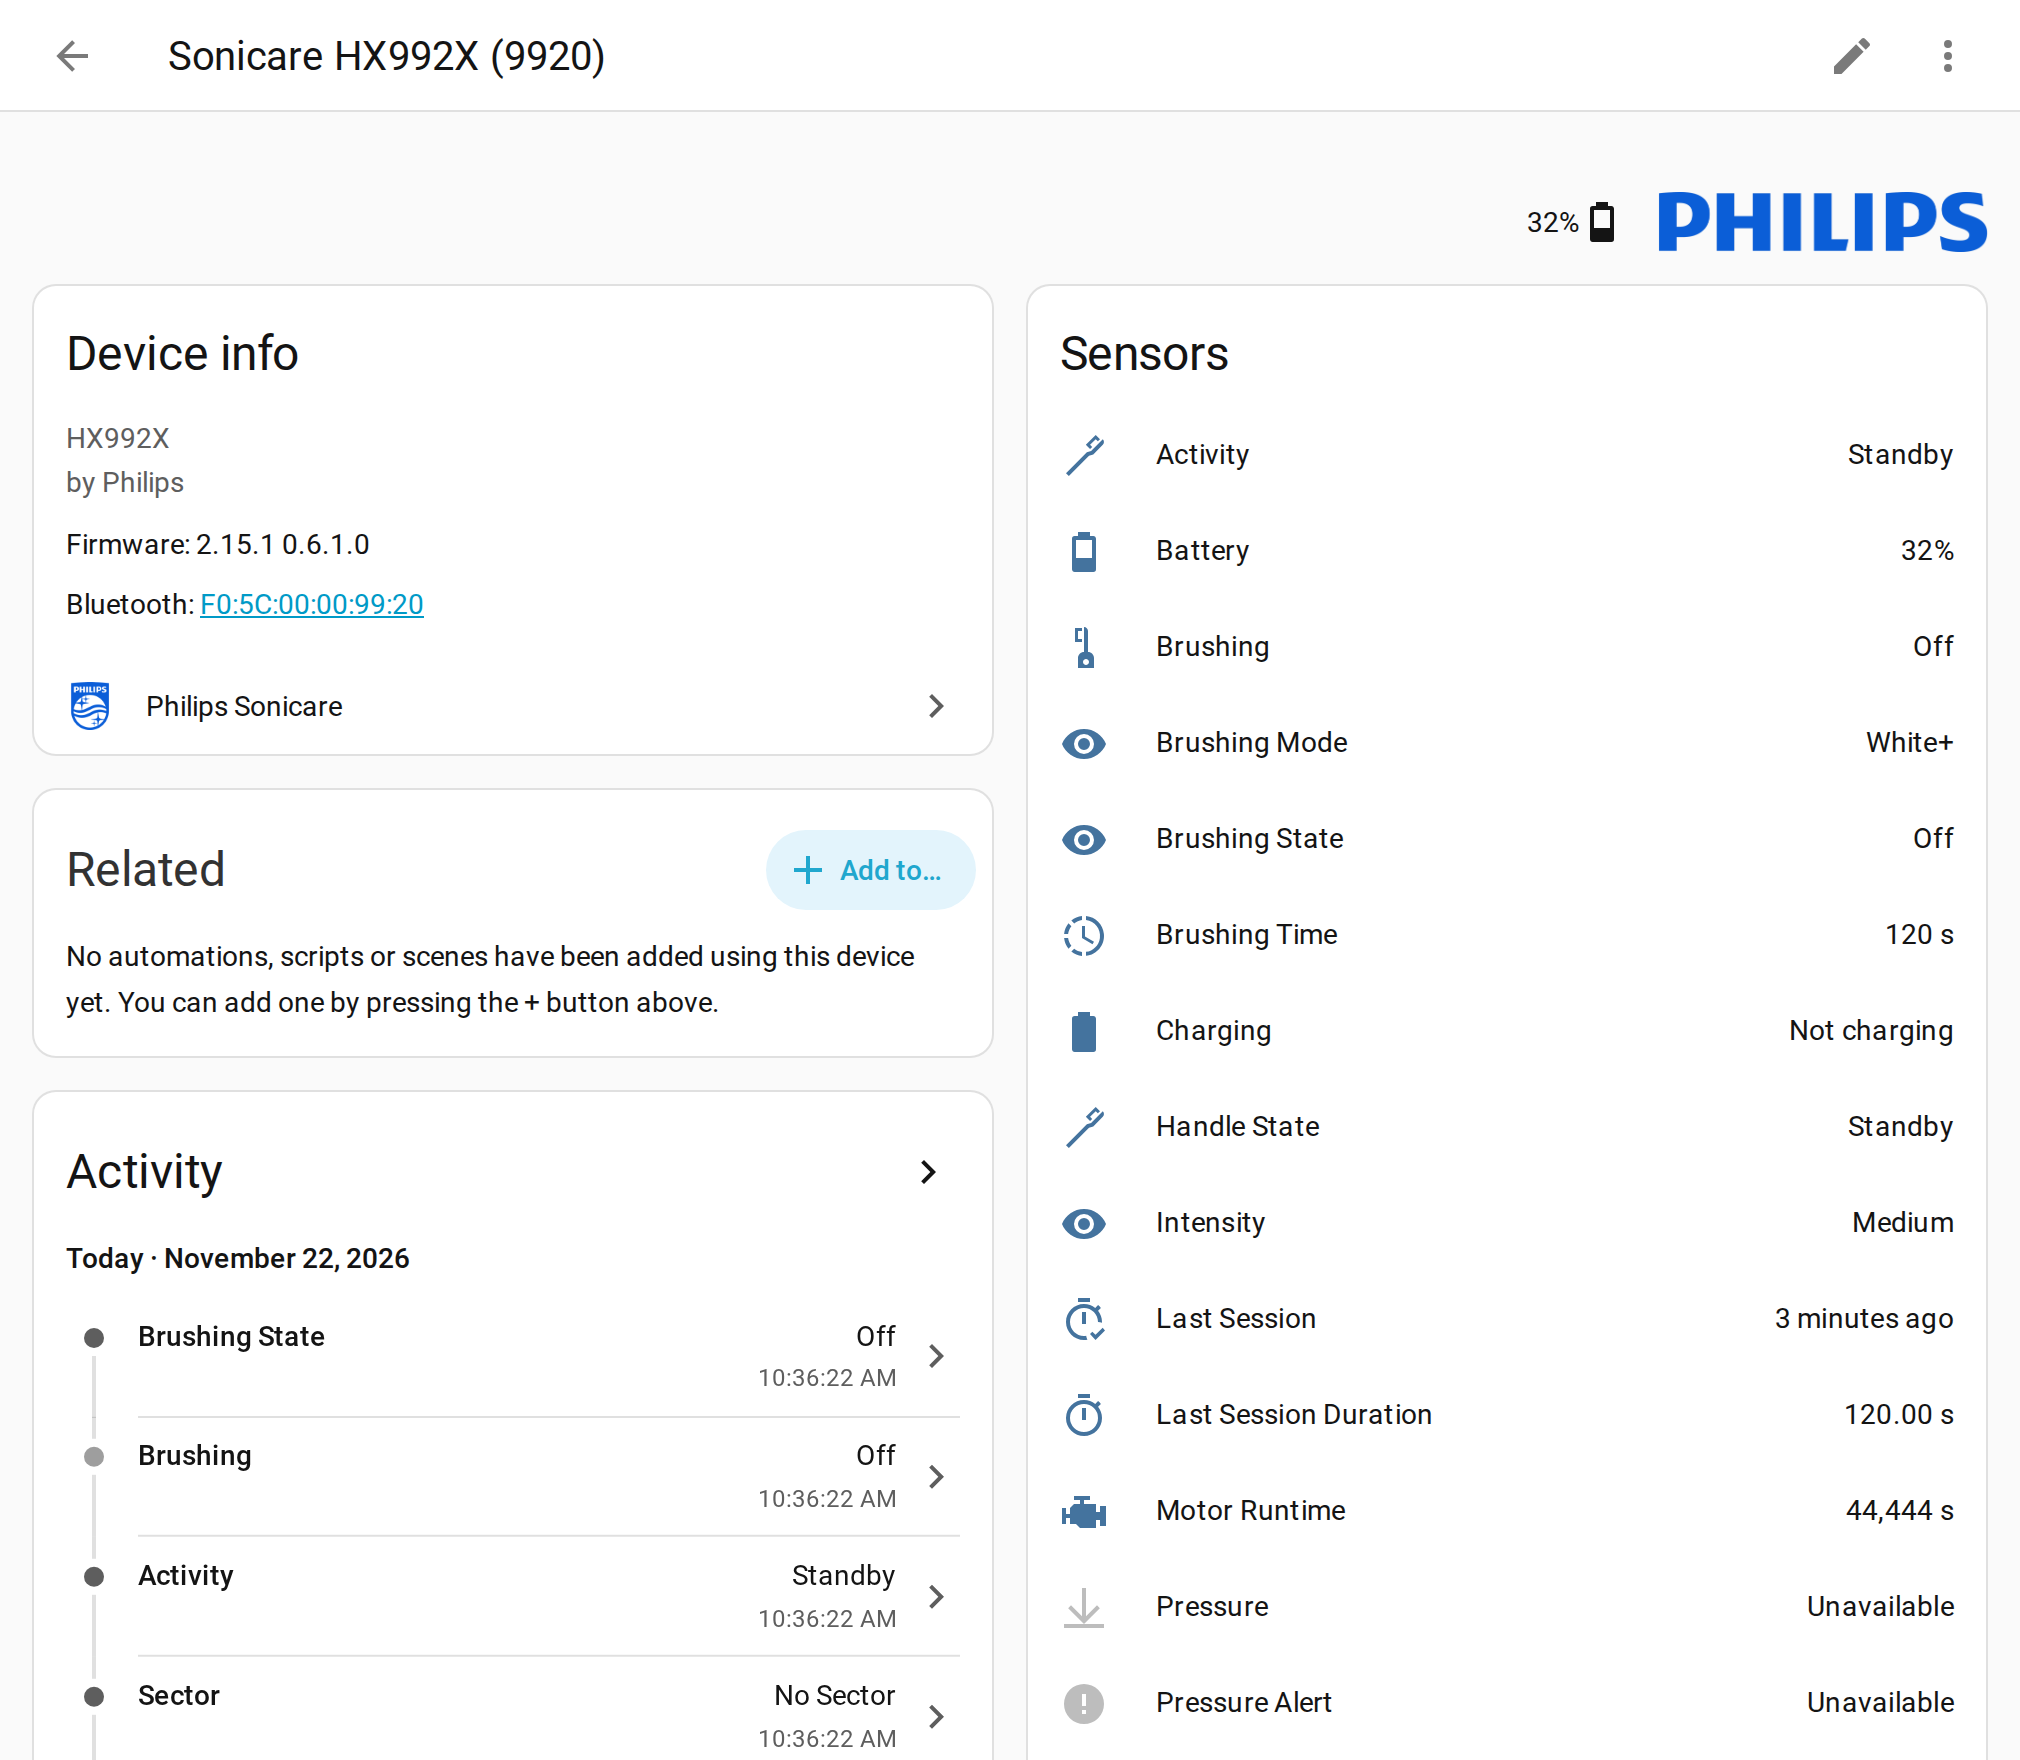 Sonicare HX992X (9920)
32%
PHILIPS
Device info
HX992X
by Philips
Firmware: 2.15.1 0.6.1.0
Bluetooth: F0:5C:00:00:99:20
PHILIPS
Philips Sonicare
Related
Add to...
No automations, scripts or scenes have been added using this device
yet. You can add one by pressing the + button above.
Activity
Today · November 22, 2026
Brushing State Off
10:36:22 AM
Brushing Off
10:36:22 AM
Activity Standby
10:36:22 AM
Sector No Sector
10:36:22 AM
Sensors
Activity Standby
Battery 32%
Brushing Off
Brushing Mode White+
Brushing State Off
Brushing Time 120 s
Charging Not charging
Handle State Standby
Intensity Medium
Last Session 3 minutes ago
Last Session Duration 120.00 s
Motor Runtime 44,444 s
Pressure Unavailable
Pressure Alert Unavailable